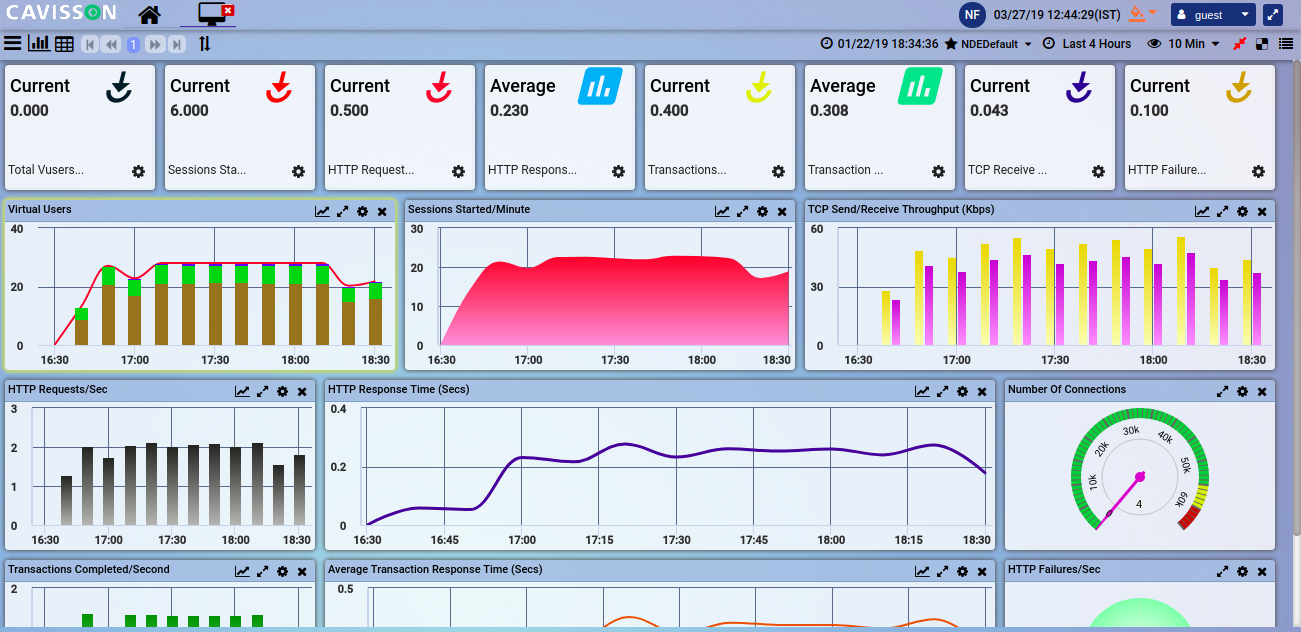 CAVISSON
NF 03/27/19 12:44:29(IST) guest
1 01/22/19 18:34:36 NDEDefault Last 4 Hours 10 Min
Current
0.000
Total Vusers...
Current
6.000
Sessions Sta...
Current
0.500
HTTP Request...
Average
0.230
HTTP Respons...
Current
0.400
Transactions...
Average
0.308
Transaction ...
Current
0.043
TCP Receive ...
Current
0.100
HTTP Failure...
Virtual Users
40
20
0
16:30 17:00 17:30 18:00 18:30
Sessions Started/Minute
30
20
10
0
16:30 17:00 17:30 18:00 18:30
TCP Send/Receive Throughput (Kbps)
60
30
0
16:30 17:00 17:30 18:00 18:30
HTTP Requests/Sec
3
2
1
0
16:30 17:00 17:30 18:00 18:30
HTTP Response Time (Secs)
0.4
0.2
0
16:30 16:45 17:00 17:15 17:30 17:45 18:00 18:15 18:30
Number Of Connections
10k 20k 30k 40k 50k 60k
4
Transactions Completed/Second
2
Average Transaction Response Time (Secs)
0.5
HTTP Failures/Sec